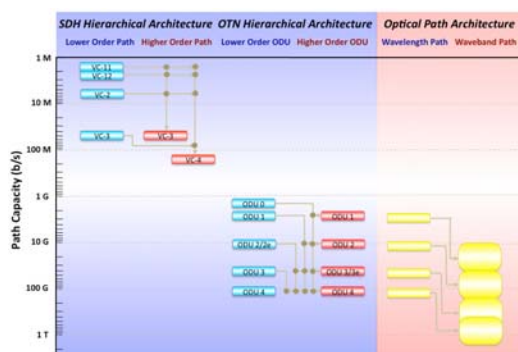 SDH Hierarchical Architecture OTN Hierarchical Architecture Optical Path Architecture
Lower Order Path Higher Order Path Lower Order ODU Higher Order ODU Wavelength Path Waveband Path
Path Capacity (b/s)
1 M
VC-11
VC-12
VC-2
10 M
VC-3 VC-3
100 M
VC-4
1 G
ODU 0
ODU 1 ODU 1
10 G
ODU 2/2e ODU 2
ODU 3 ODU 3/3e
100 G
ODU 4 ODU 4
1 T